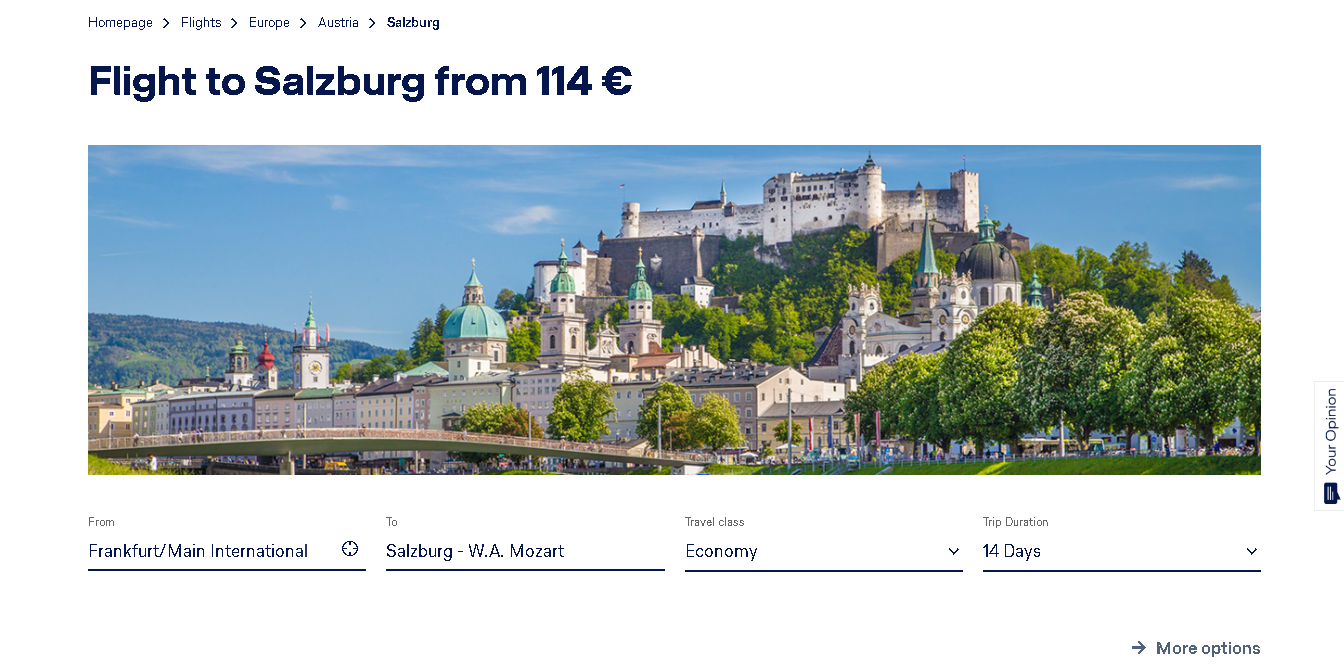 Homepage Flights Europe Austria Salzburg
Flight to Salzburg from 114 €
Your Opinion
From To Travel class Trip Duration
Frankfurt/Main International Salzburg - W.A. Mozart Economy 14 Days
More options